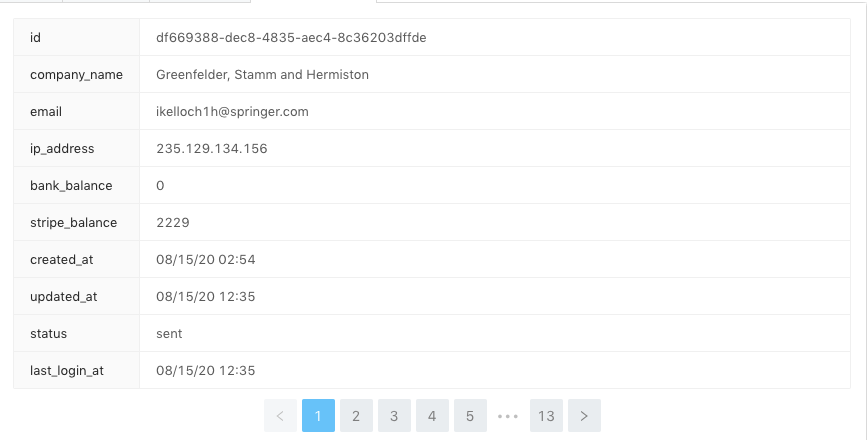 id df669388-dec8-4835-aec4-8c36203dffde
company_name Greenfelder, Stamm and Hermiston
email ikelloch1h@springer.com
ip_address 235.129.134.156
bank_balance 0
stripe_balance 2229
created_at 08/15/20 02:54
updated_at 08/15/20 12:35
status sent
last_login_at 08/15/20 12:35
< 1 2 3 4 5 ••• 13 >